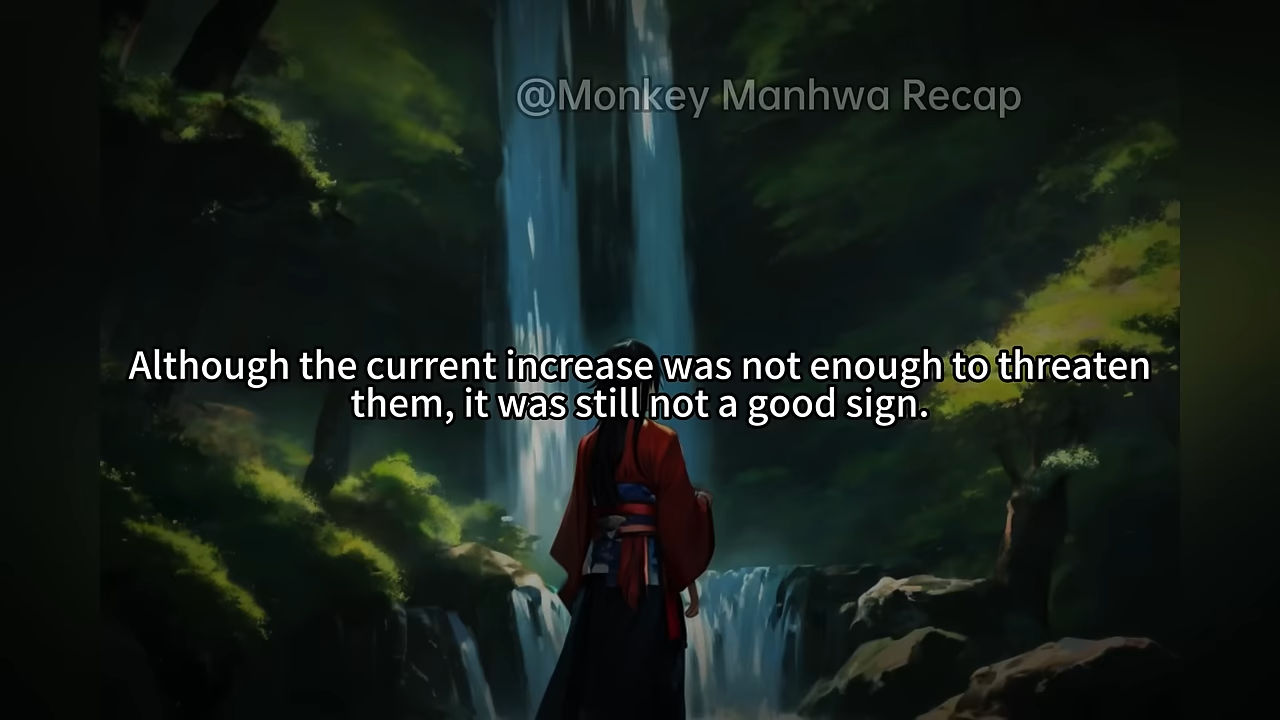 @Monkey Manhwa Recap
Although the current increase was not enough to threaten
them, it was still not a good sign.